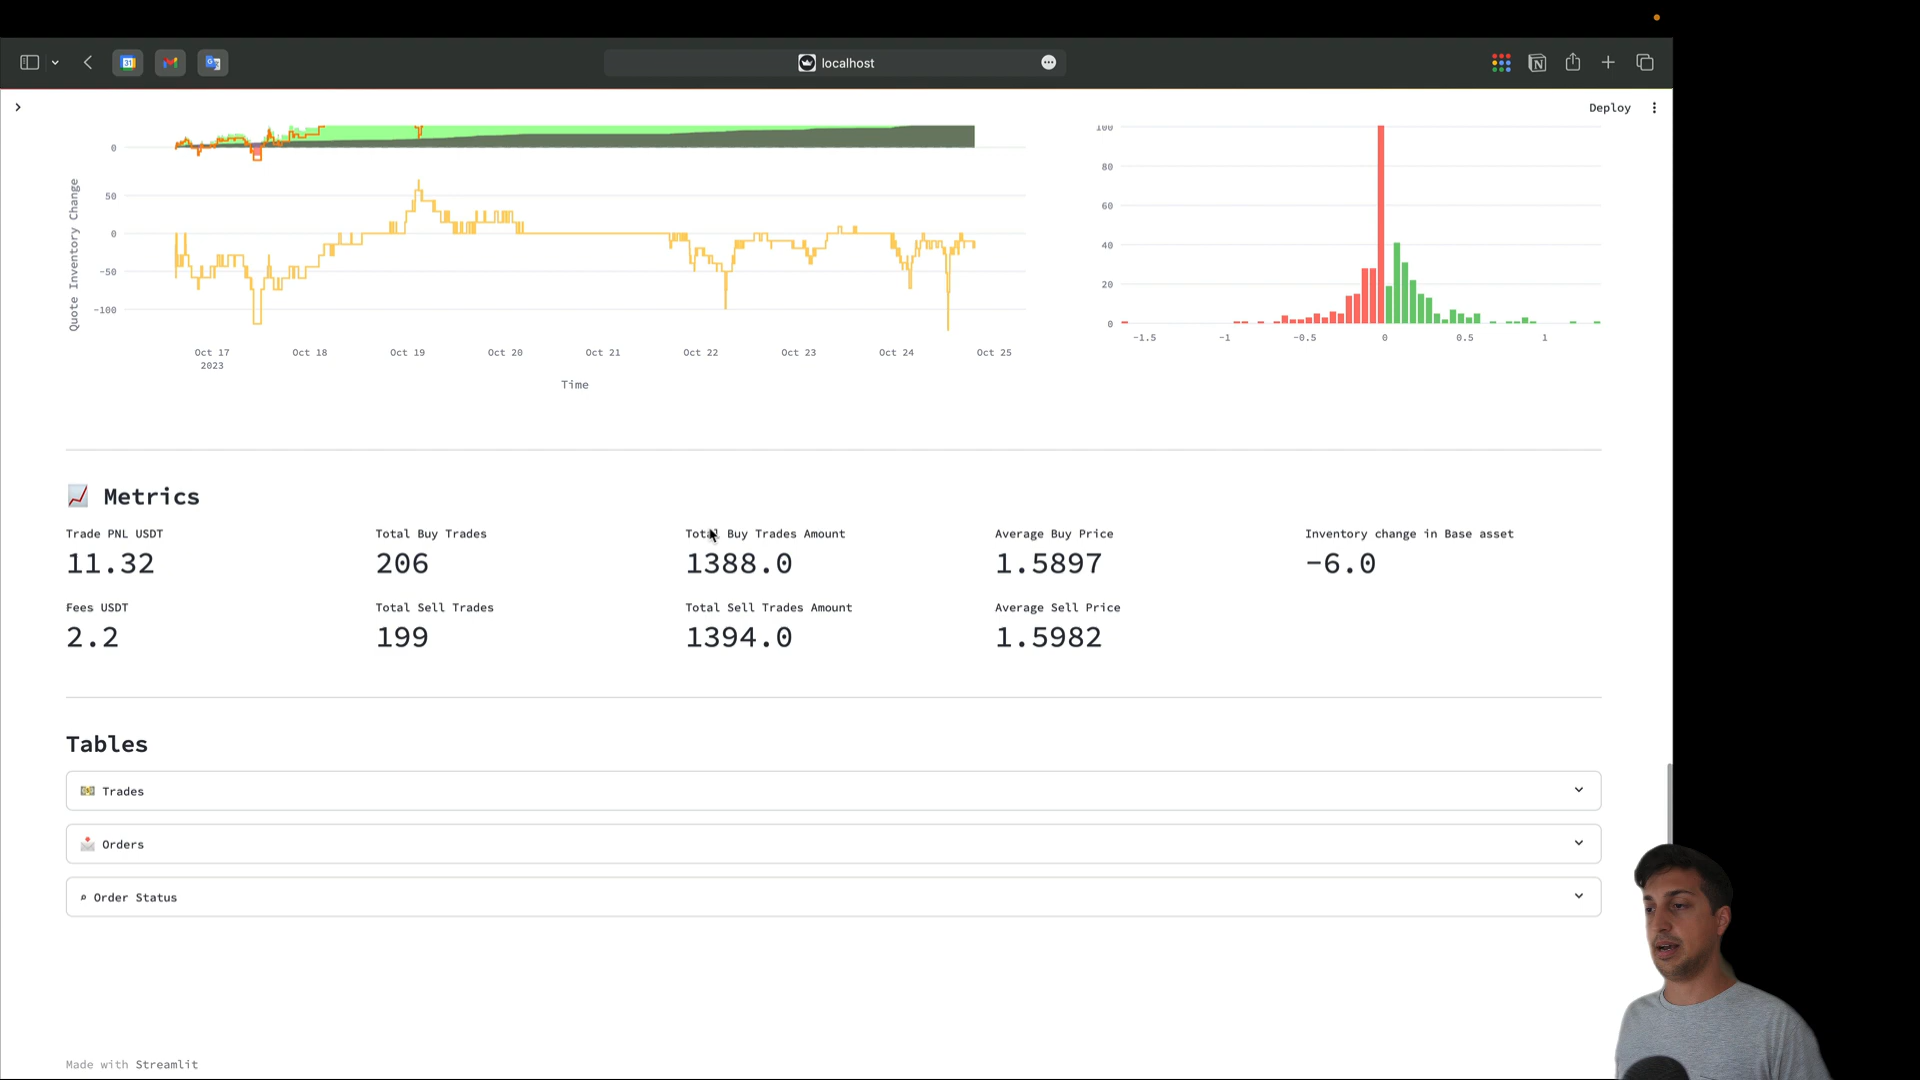 31
localhost
Deploy
0
Quote Inventory Change
50
0
−50
−100
Oct 17
2023
Oct 18
Oct 19
Oct 20
Oct 21
Oct 22
Oct 23
Oct 24
Oct 25
Time
100
80
60
40
20
0
−1.5
−1
−0.5
0
0.5
1
Metrics
Trade PNL USDT
11.32
Total Buy Trades
206
Total Buy Trades Amount
1388.0
Average Buy Price
1.5897
Inventory change in Base asset
-6.0
Fees USDT
2.2
Total Sell Trades
199
Total Sell Trades Amount
1394.0
Average Sell Price
1.5982
Tables
Trades
Orders
Order Status
Made with Streamlit